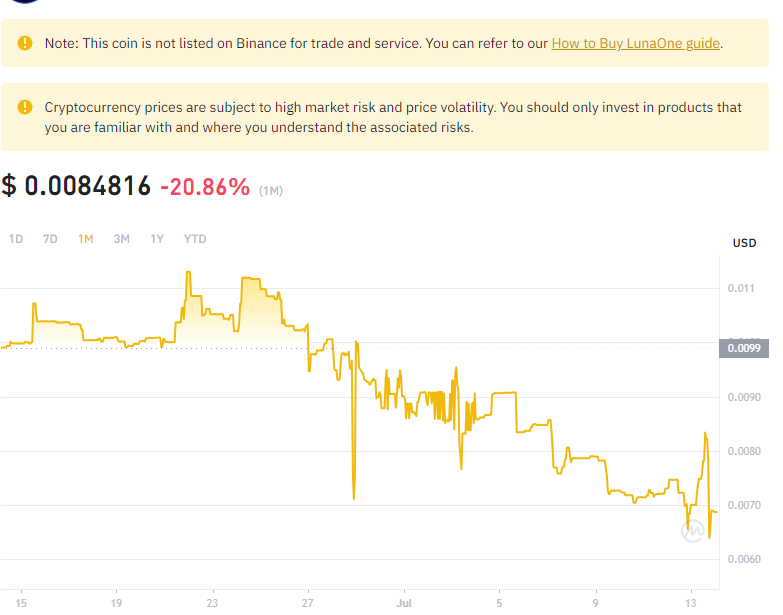 Note: This coin is not listed on Binance for trade and service. You can refer to our How to Buy LunaOne guide.
Cryptocurrency prices are subject to high market risk and price volatility. You should only invest in products that
you are familiar with and where you understand the associated risks.
$ 0.0084816 -20.86% (1M)
1D 7D 1M 3M 1Y YTD
USD
0.011
0.0099
0.0090
0.0080
0.0070
0.0060
15 19 23 27 Jul 5 9 13